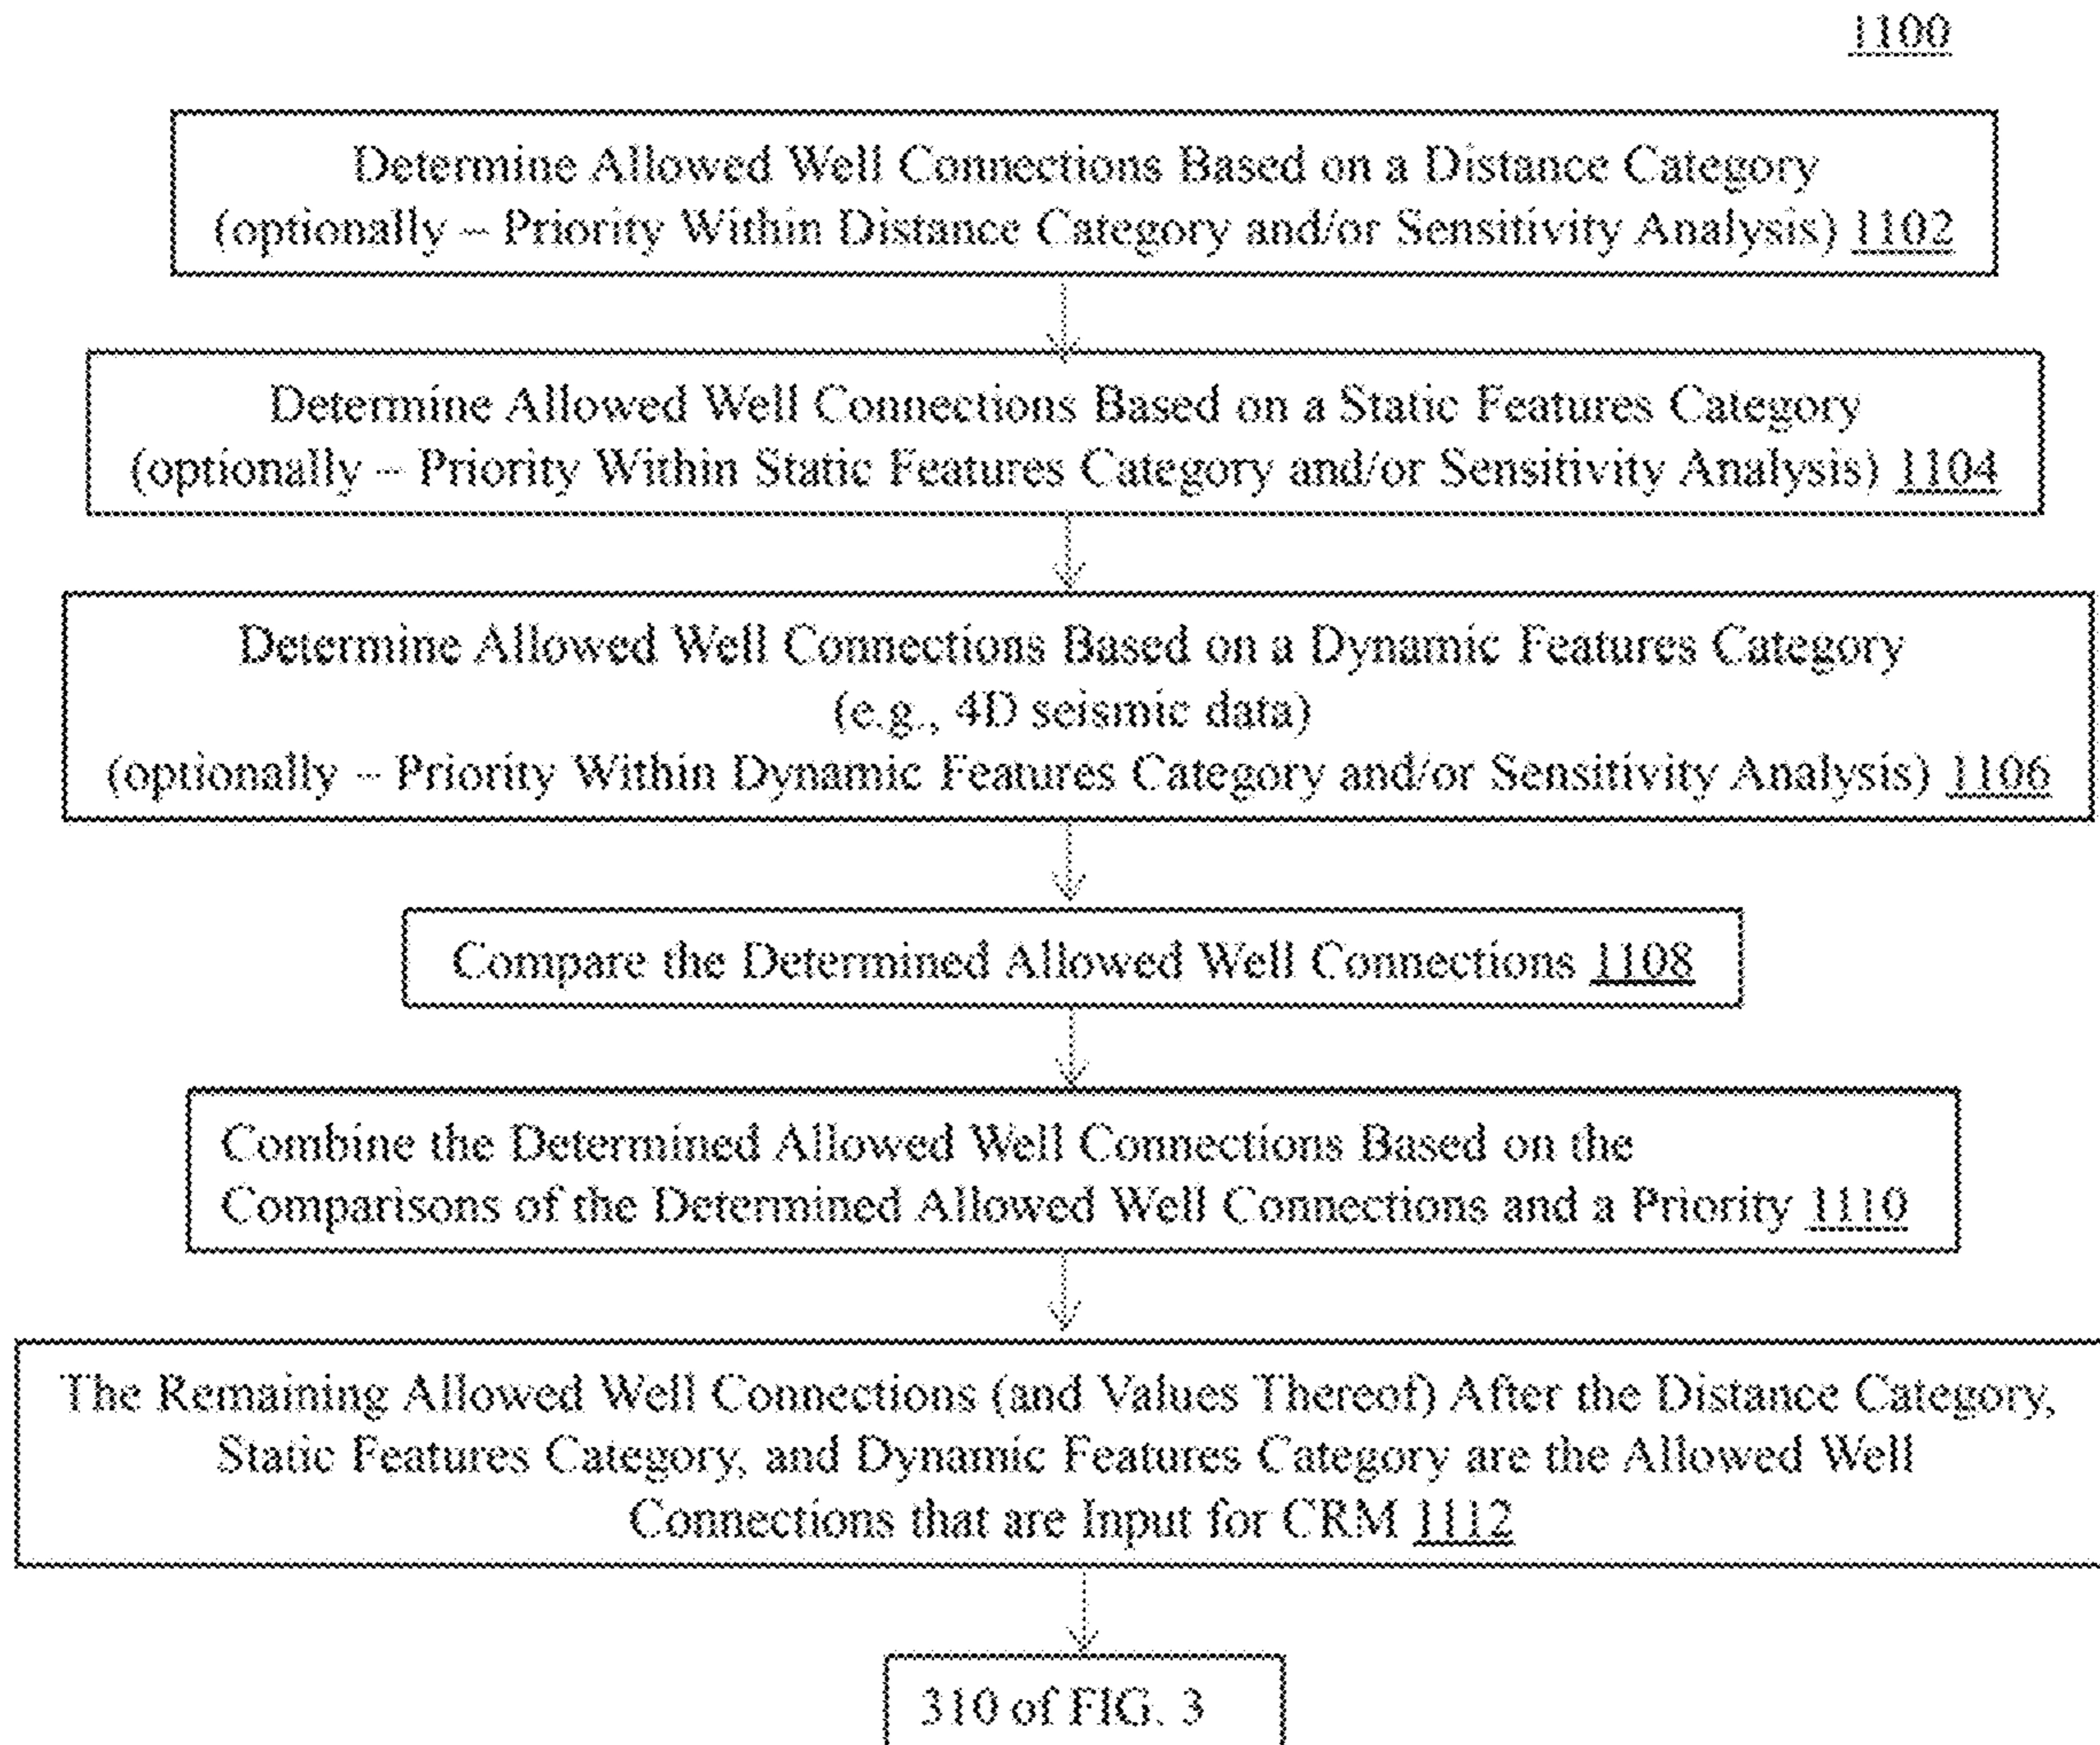 1100
Determine Allowed Well Connections Based on a Distance Category
(optionally – Priority Within Distance Category and/or Sensitivity Analysis) 1102
Determine Allowed Well Connections Based on a Static Features Category
(optionally – Priority Within Static Features Category and/or Sensitivity Analysis) 1104
Determine Allowed Well Connections Based on a Dynamic Features Category
(e.g., 4D seismic data)
(optionally – Priority Within Dynamic Features Category and/or Sensitivity Analysis) 1106
Compare the Determined Allowed Well Connections 1108
Combine the Determined Allowed Well Connections Based on the
Comparisons of the Determined Allowed Well Connections and a Priority 1110
The Remaining Allowed Well Connections (and Values Thereof) After the Distance Category,
Static Features Category, and Dynamic Features Category are the Allowed Well
Connections that are Input for CRM 1112
310 of FIG. 3